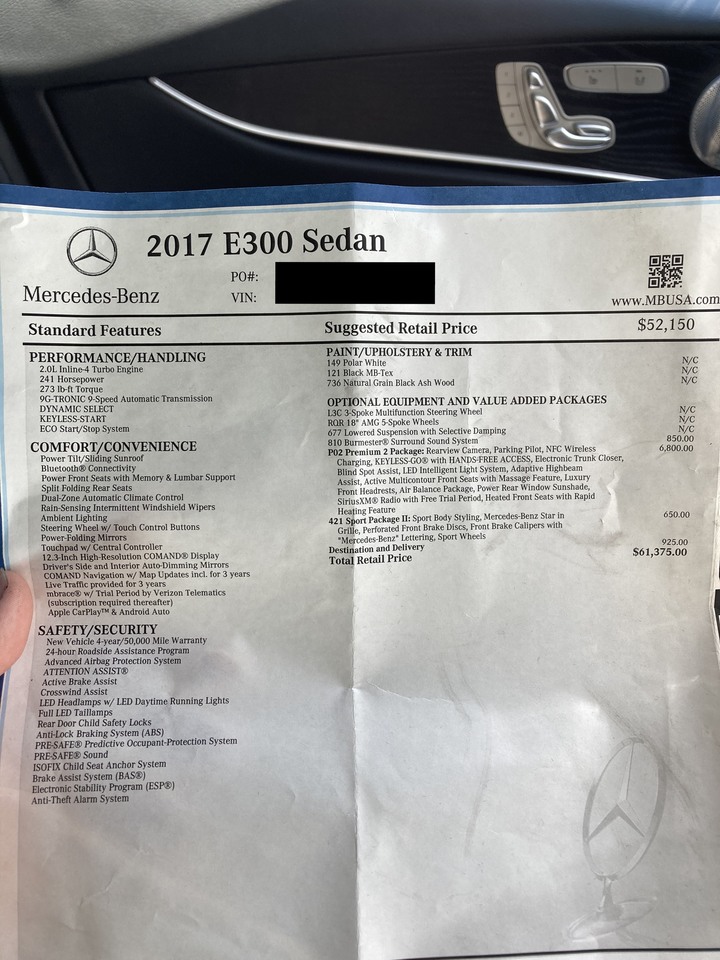 2017 E300 Sedan
Mercedes-Benz
PO#:
VIN:
www.MBUSA.com
Standard Features
Suggested Retail Price
$52,150
PERFORMANCE/HANDLING
2.0L Inline-4 Turbo Engine
241 Horsepower
273 lb-ft Torque
9G-TRONIC 9-Speed Automatic Transmission
DYNAMIC SELECT
KEYLESS-START
ECO Start/Stop System
COMFORT/CONVENIENCE
Power Tilt/Sliding Sunroof
Bluetooth® Connectivity
Power Front Seats with Memory & Lumbar Support
Split Folding Rear Seats
Dual-Zone Automatic Climate Control
Rain-Sensing Intermittent Windshield Wipers
Ambient Lighting
Steering Wheel w/ Touch Control Buttons
Power-Folding Mirrors
Touchpad w/ Central Controller
12.3-Inch High-Resolution COMAND® Display
Driver's Side and Interior Auto-Dimming Mirrors
COMAND Navigation w/ Map Updates incl. for 3 years
Live Traffic provided for 3 years
mbrace® w/ Trial Period by Verizon Telematics
(subscription required thereafter)
Apple CarPlay™ & Android Auto
SAFETY/SECURITY
New Vehicle 4-year/50,000 Mile Warranty
24-hour Roadside Assistance Program
Advanced Airbag Protection System
ATTENTION ASSIST®
Active Brake Assist
Crosswind Assist
LED Headlamps w/ LED Daytime Running Lights
Full LED Taillamps
Rear Door Child Safety Locks
Anti-Lock Braking System (ABS)
PRE-SAFE® Predictive Occupant-Protection System
PRE-SAFE® Sound
ISOFIX Child Seat Anchor System
Brake Assist System (BAS®)
Electronic Stability Program (ESP®)
Anti-Theft Alarm System
PAINT/UPHOLSTERY & TRIM
149 Polar White N/C
121 Black MB-Tex N/C
736 Natural Grain Black Ash Wood N/C
OPTIONAL EQUIPMENT AND VALUE ADDED PACKAGES
L3C 3-Spoke Multifunction Steering Wheel N/C
RQR 18" AMG 5-Spoke Wheels N/C
677 Lowered Suspension with Selective Damping N/C
810 Burmester® Surround Sound System 850.00
P02 Premium 2 Package: Rearview Camera, Parking Pilot, NFC Wireless 6,800.00
Charging, KEYLESS-GO® with HANDS-FREE ACCESS, Electronic Trunk Closer,
Blind Spot Assist, LED Intelligent Light System, Adaptive Highbeam
Assist, Active Multicontour Front Seats with Massage Feature, Luxury
Front Headrests, Air Balance Package, Power Rear Window Sunshade,
SiriusXM® Radio with Free Trial Period, Heated Front Seats with Rapid
Heating Feature
421 Sport Package II: Sport Body Styling, Mercedes-Benz Star in 650.00
Grille, Perforated Front Brake Discs, Front Brake Calipers with
"Mercedes-Benz" Lettering, Sport Wheels
Destination and Delivery 925.00
Total Retail Price $61,375.00